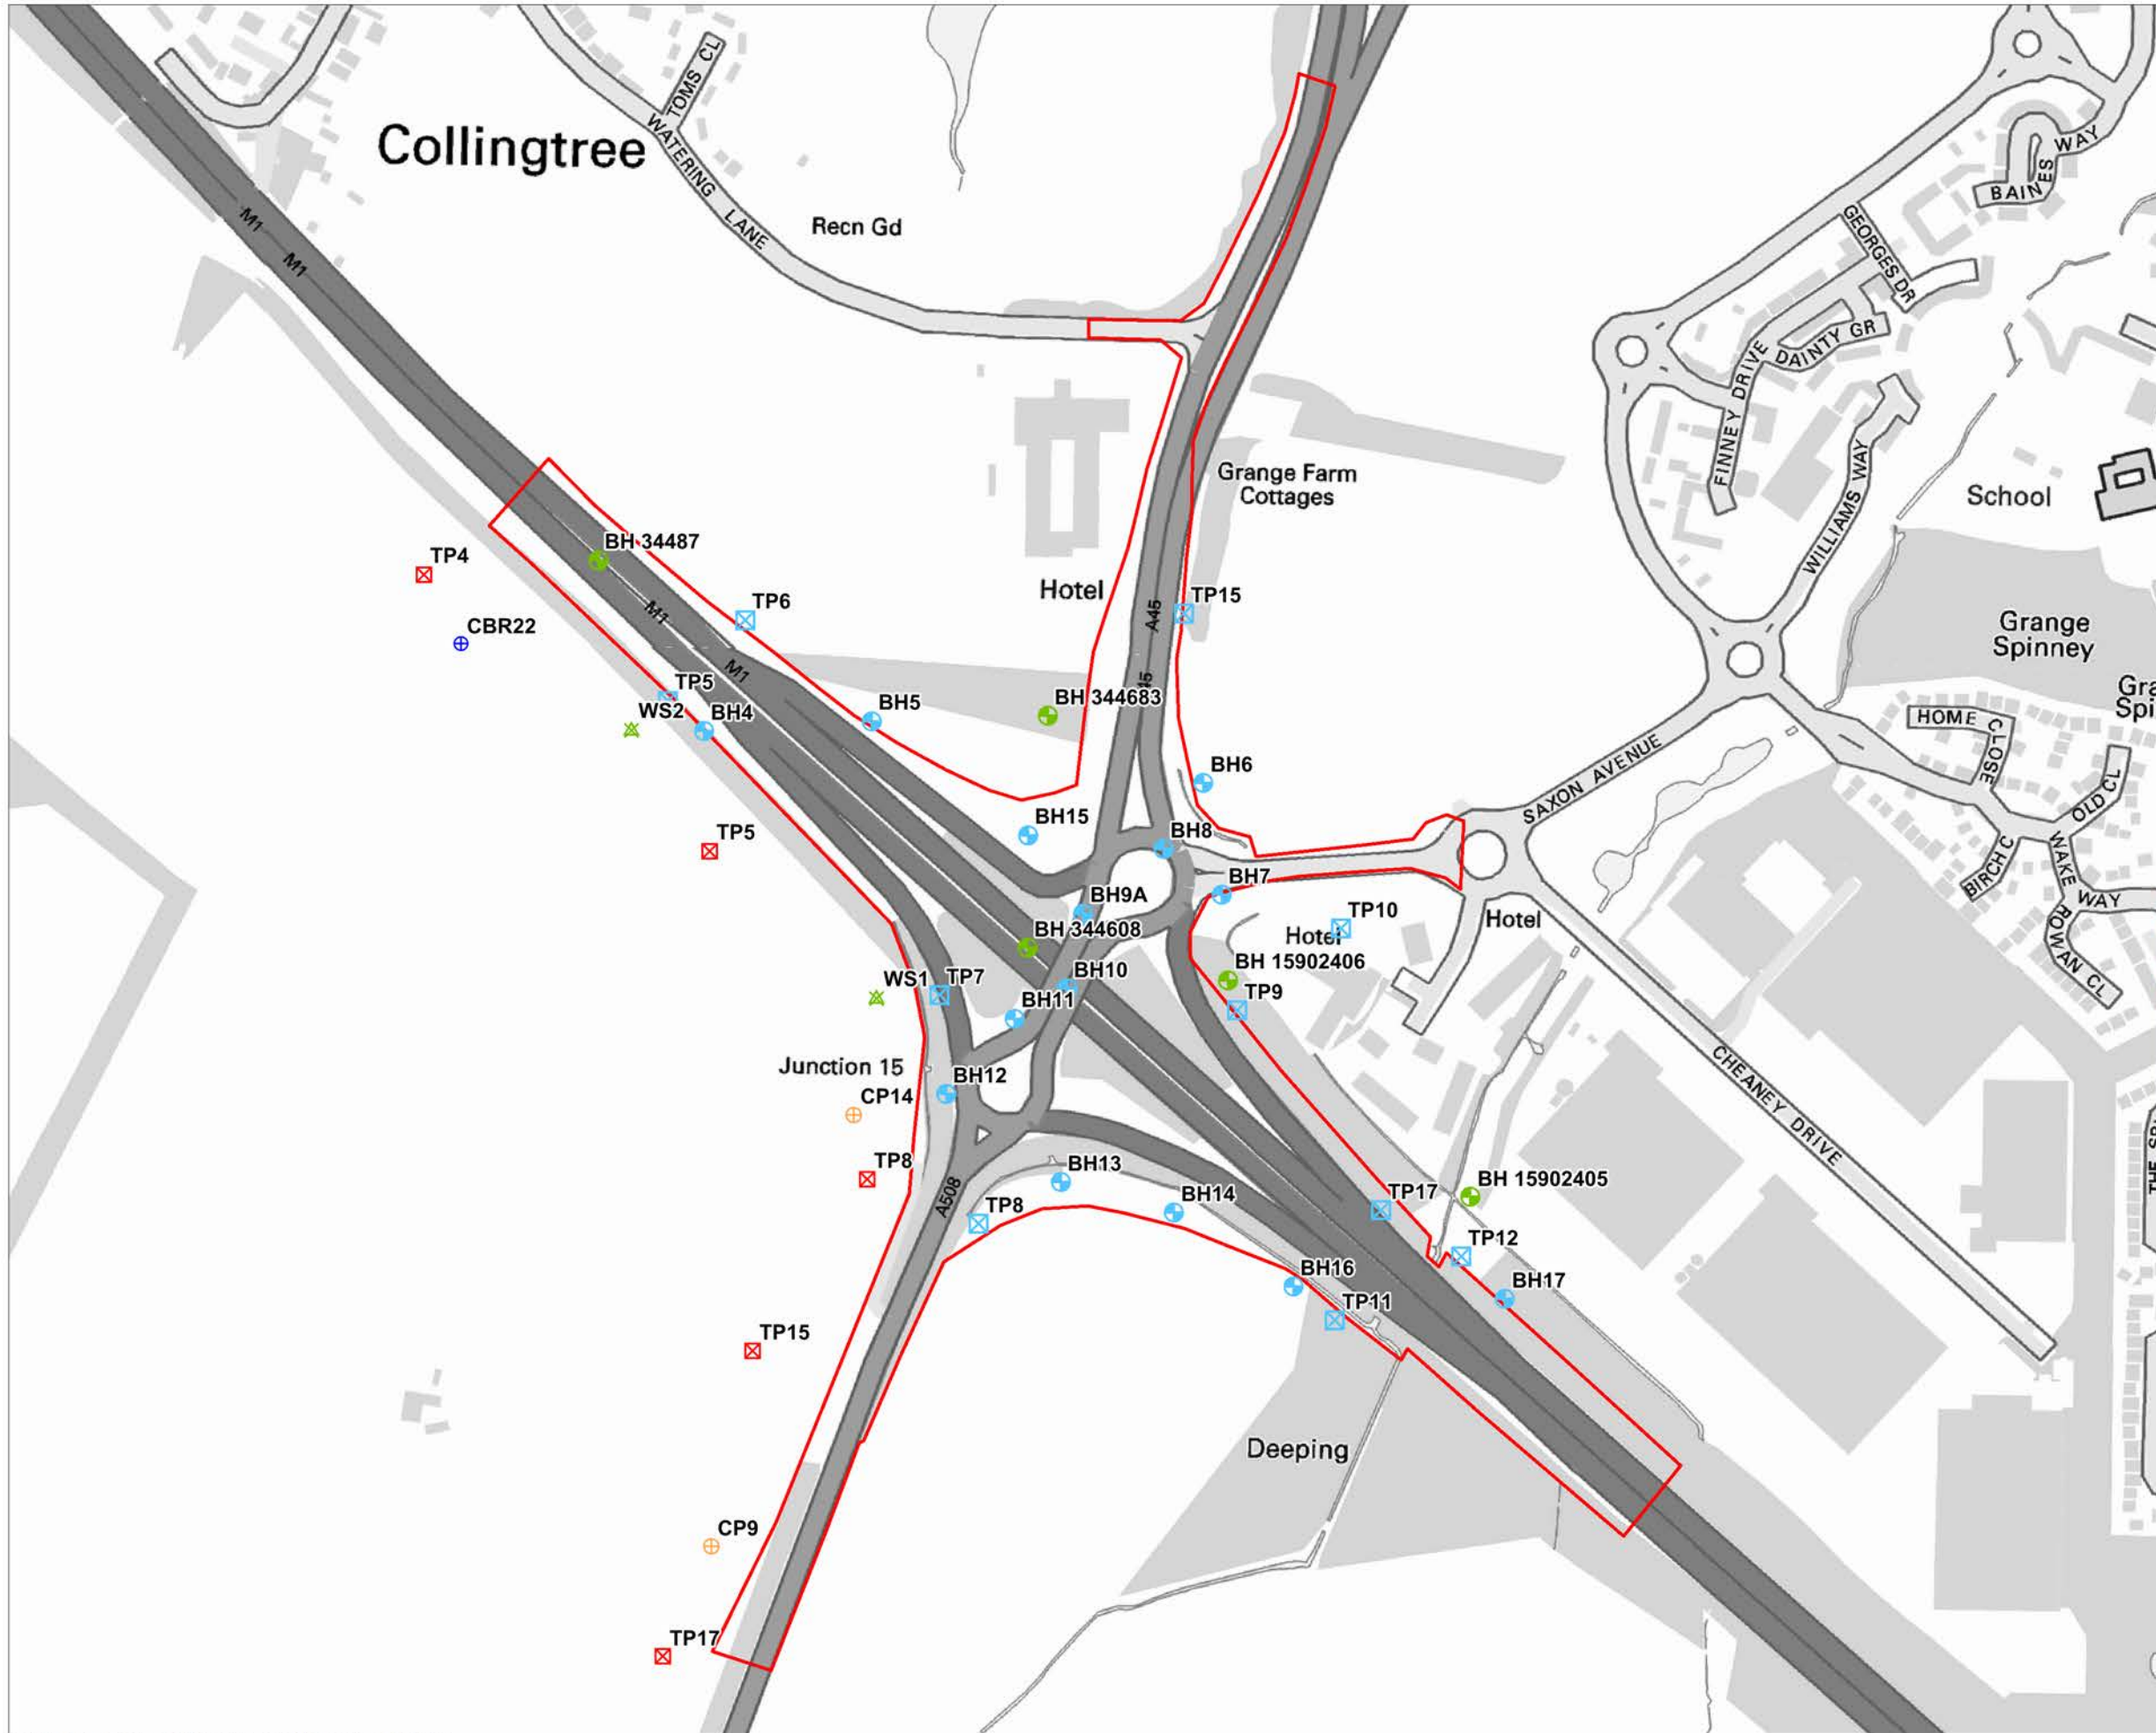 TOMS CL
Collingtree
WATERING LANE
Recn Gd
M1
M1
BAINES WAY
GEORGES DR
DAINTY GR
FINNEY DRIVE
WILLIAMS WAY
School
Grange Farm
Cottages
BH 34487
TP4
CBR22
M1
TP6
Hotel
TP15
A45
Grange
Spinney
TP5
M1
WS2
BH4
BH5
BH 344683
45
HOME CLOSE
OLD CL
BH6
SAXON AVENUE
BH15
BH8
TP5
BIRCH C
WAKE WAY
ROWAN CL
BH7
BH9A
BH 344608
TP10
Hotel
Hotel
BH 15902406
TP9
WS1
TP7
BH10
BH11
Junction 15
BH12
CP14
CHEANEY DRIVE
TP8
BH13
A508
TP8
BH14
TP17
BH 15902405
TP12
BH16
BH17
TP11
TP15
Deeping
CP9
TP17